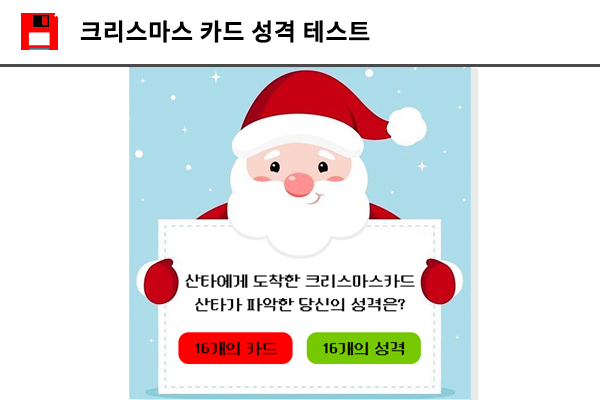 크리스마스 카드 성격 테스트
산타에게 도착한 크리스마스카드
산타가 파악한 당신의 성격은?
16개의 카드
16개의 성격